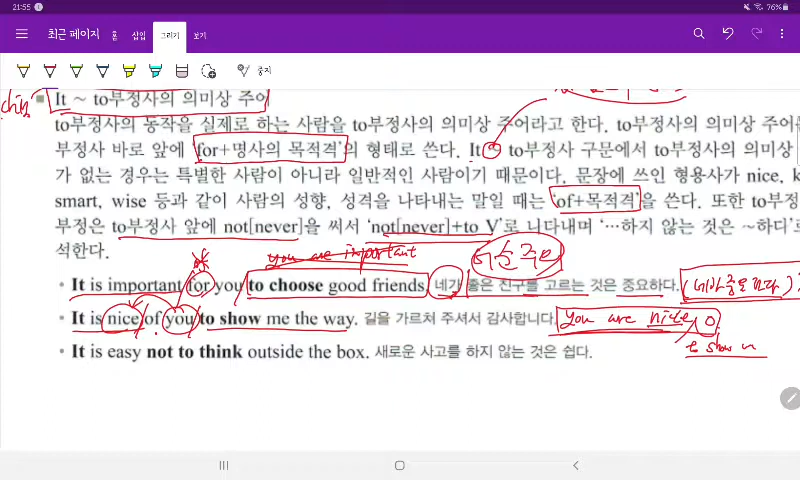 21:55
76%
최근 페이지 홈 삽입 그리기 보기
중지
It ~ to부정사의 의미상 주어
to부정사의 동작을 실제로 하는 사람을 to부정사의 의미상 주어라고 한다. to부정사의 의미상 주어는
부정사 바로 앞에 for+명사의 목적격'의 형태로 쓴다. It to부정사 구문에서 to부정사의 의미상
가 없는 경우는 특별한 사람이 아니라 일반적인 사람이기 때문이다. 문장에 쓰인 형용사가 nice, k
smart, wise 등과 같이 사람의 성향, 성격을 나타내는 말일 때는 'of+목적격'을 쓴다. 또한 to부정
부정은 to부정사 앞에 not[never]을 써서 'not[never]+to V'로 나타내며 '…하지 않는 것은 ~하다'로
석한다.
you are important
• It is important for you to choose good friends. 네가 좋은 친구를 고르는 것은 중요하다.
• It is nice of you to show me the way. 길을 가르쳐 주셔서 감사합니다. you are nice
to show
• It is easy not to think outside the box. 새로운 사고를 하지 않는 것은 쉽다.